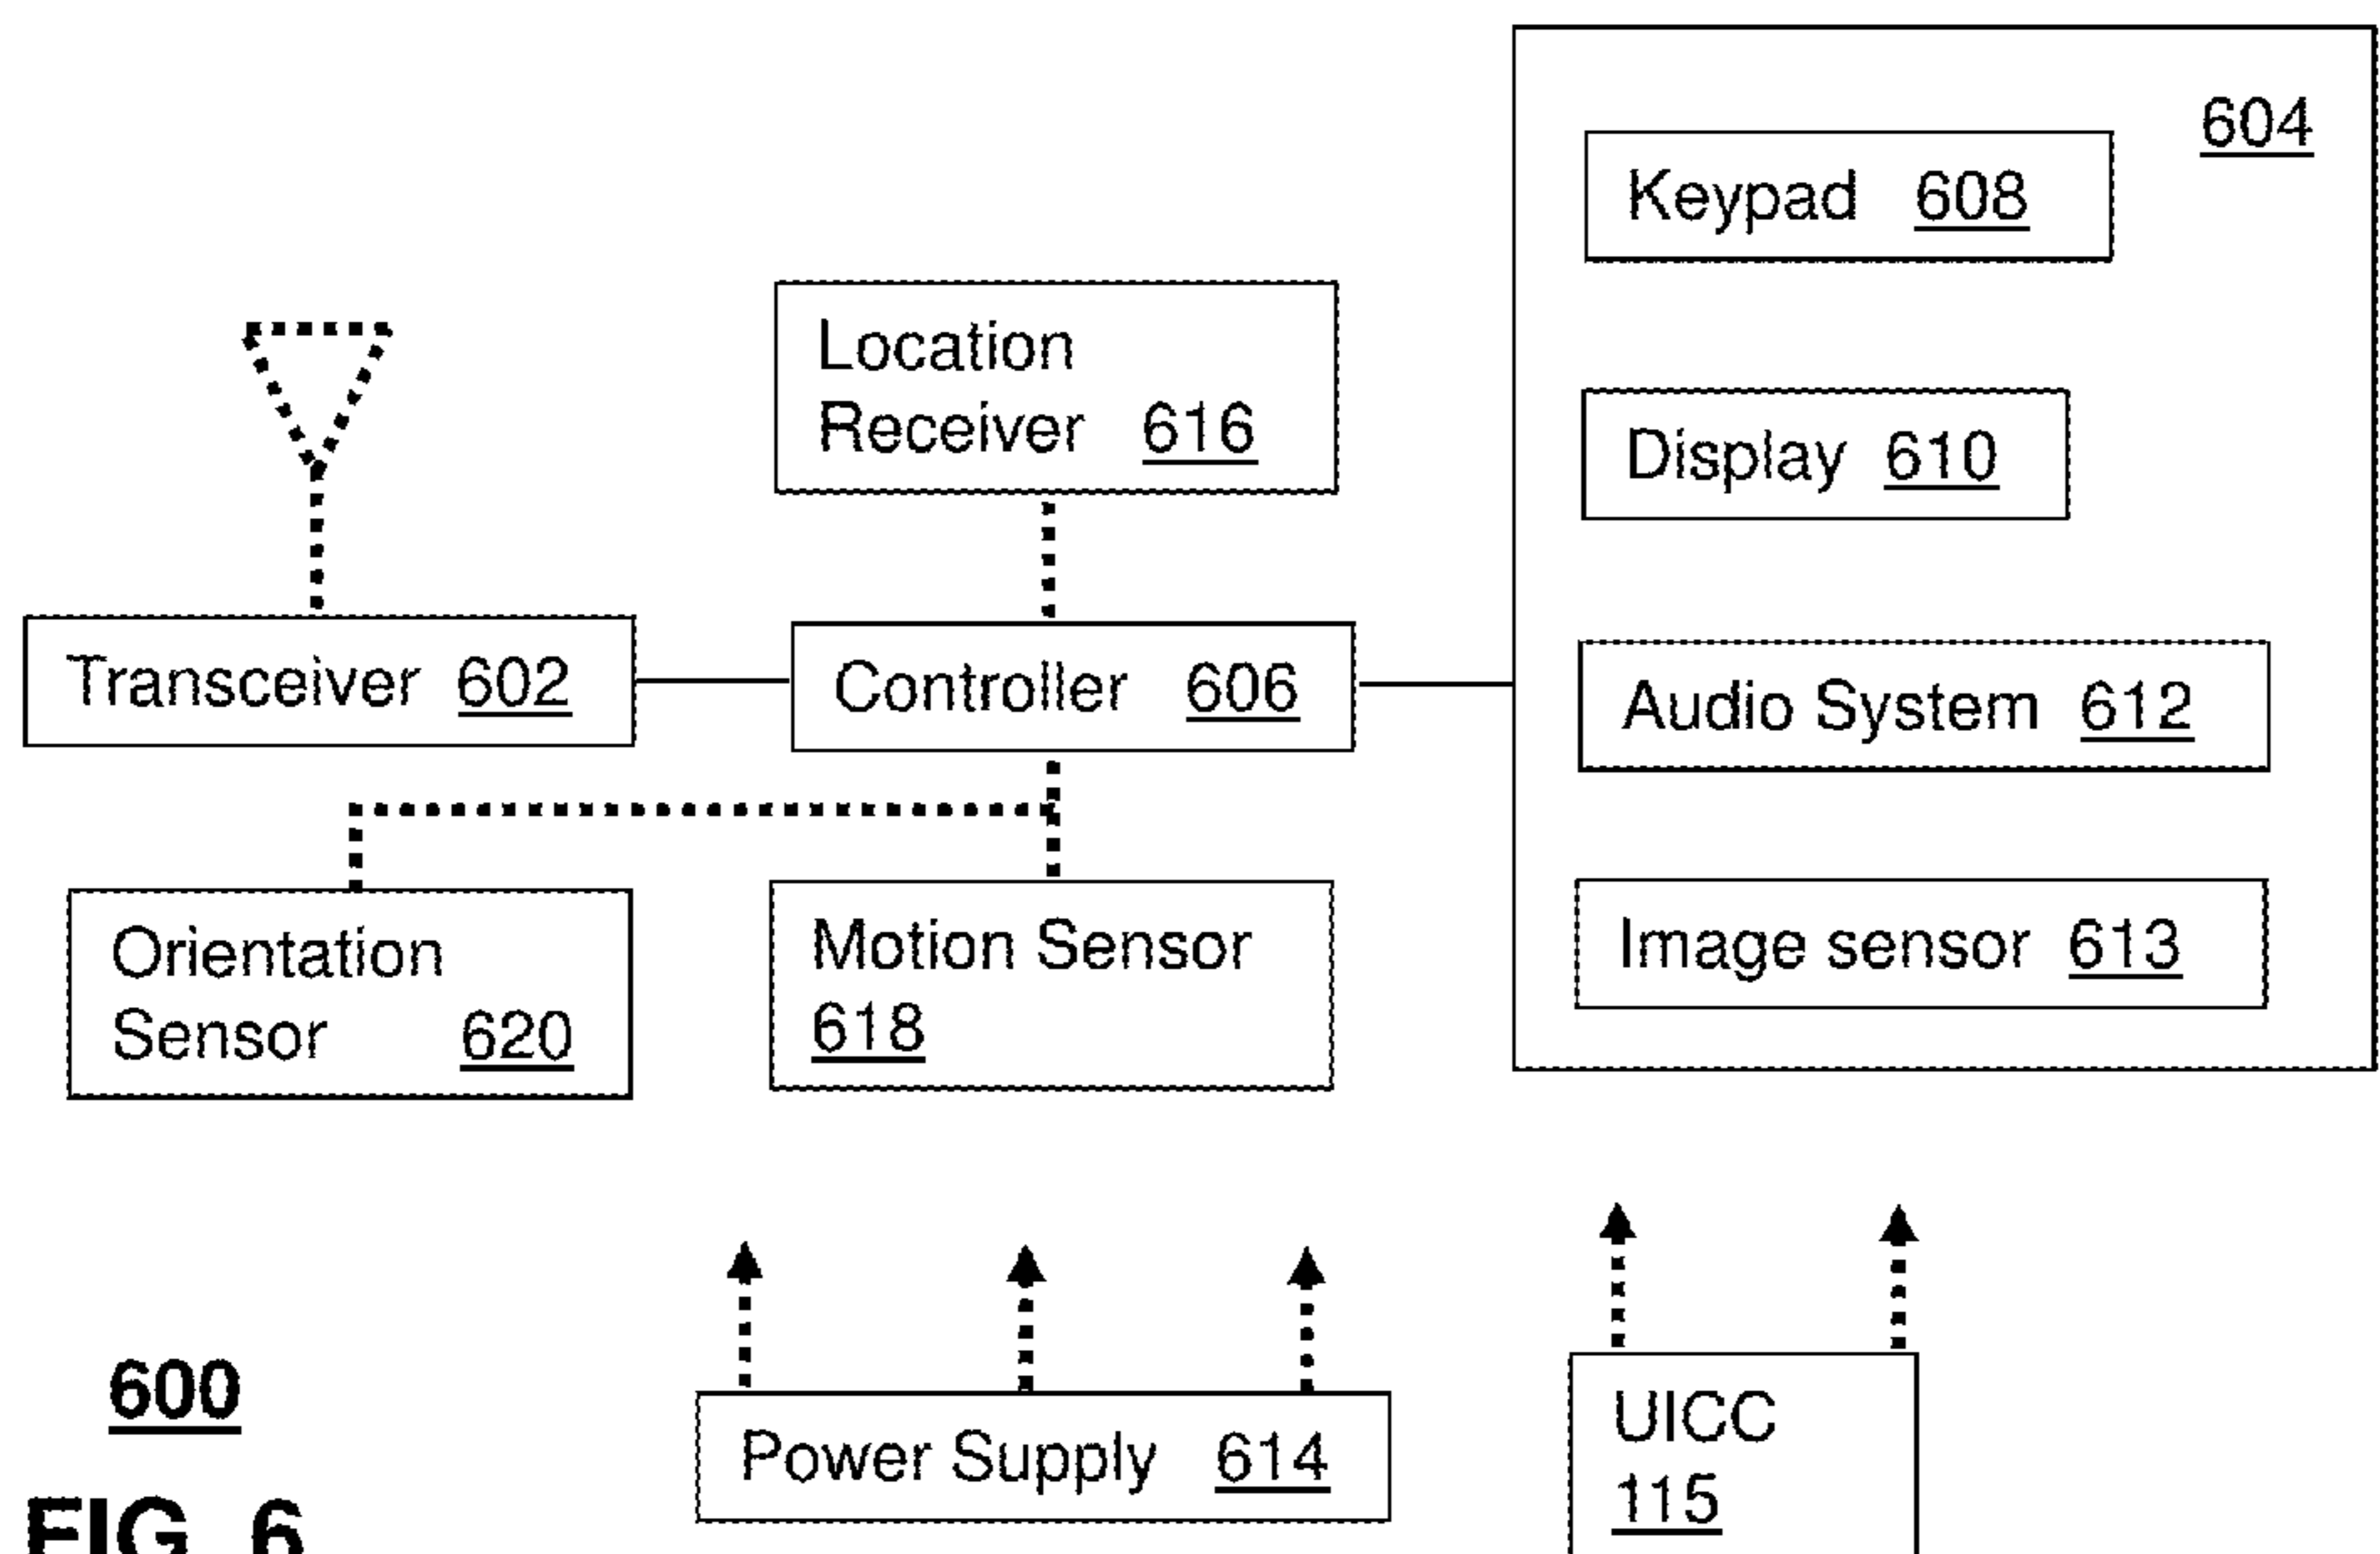 604
Keypad 608
Location
Receiver 616
Display 610
Transceiver 602
Controller 606
Audio System 612
Orientation
Sensor 620
Motion Sensor
618
Image sensor 613
600
Power Supply 614
UICC
115
FIG. 6